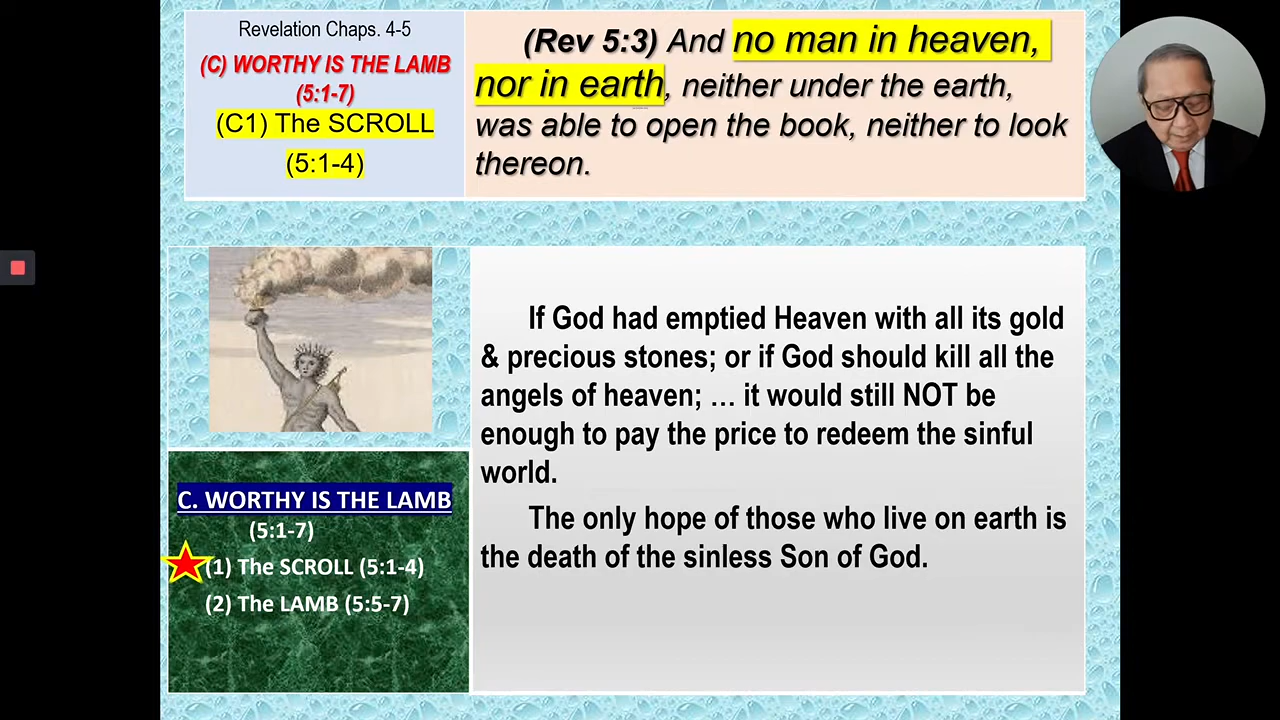 Revelation Chaps. 4-5
(C) WORTHY IS THE LAMB
(5:1-7)
(C1) The SCROLL
(5:1-4)
(Rev 5:3) And no man in heaven,
nor in earth, neither under the earth,
was able to open the book, neither to look
thereon.
If God had emptied Heaven with all its gold
& precious stones; or if God should kill all the
angels of heaven; … it would still NOT be
enough to pay the price to redeem the sinful
world.
The only hope of those who live on earth is
the death of the sinless Son of God.
C. WORTHY IS THE LAMB
(5:1-7)
(1) The SCROLL (5:1-4)
(2) The LAMB (5:5-7)